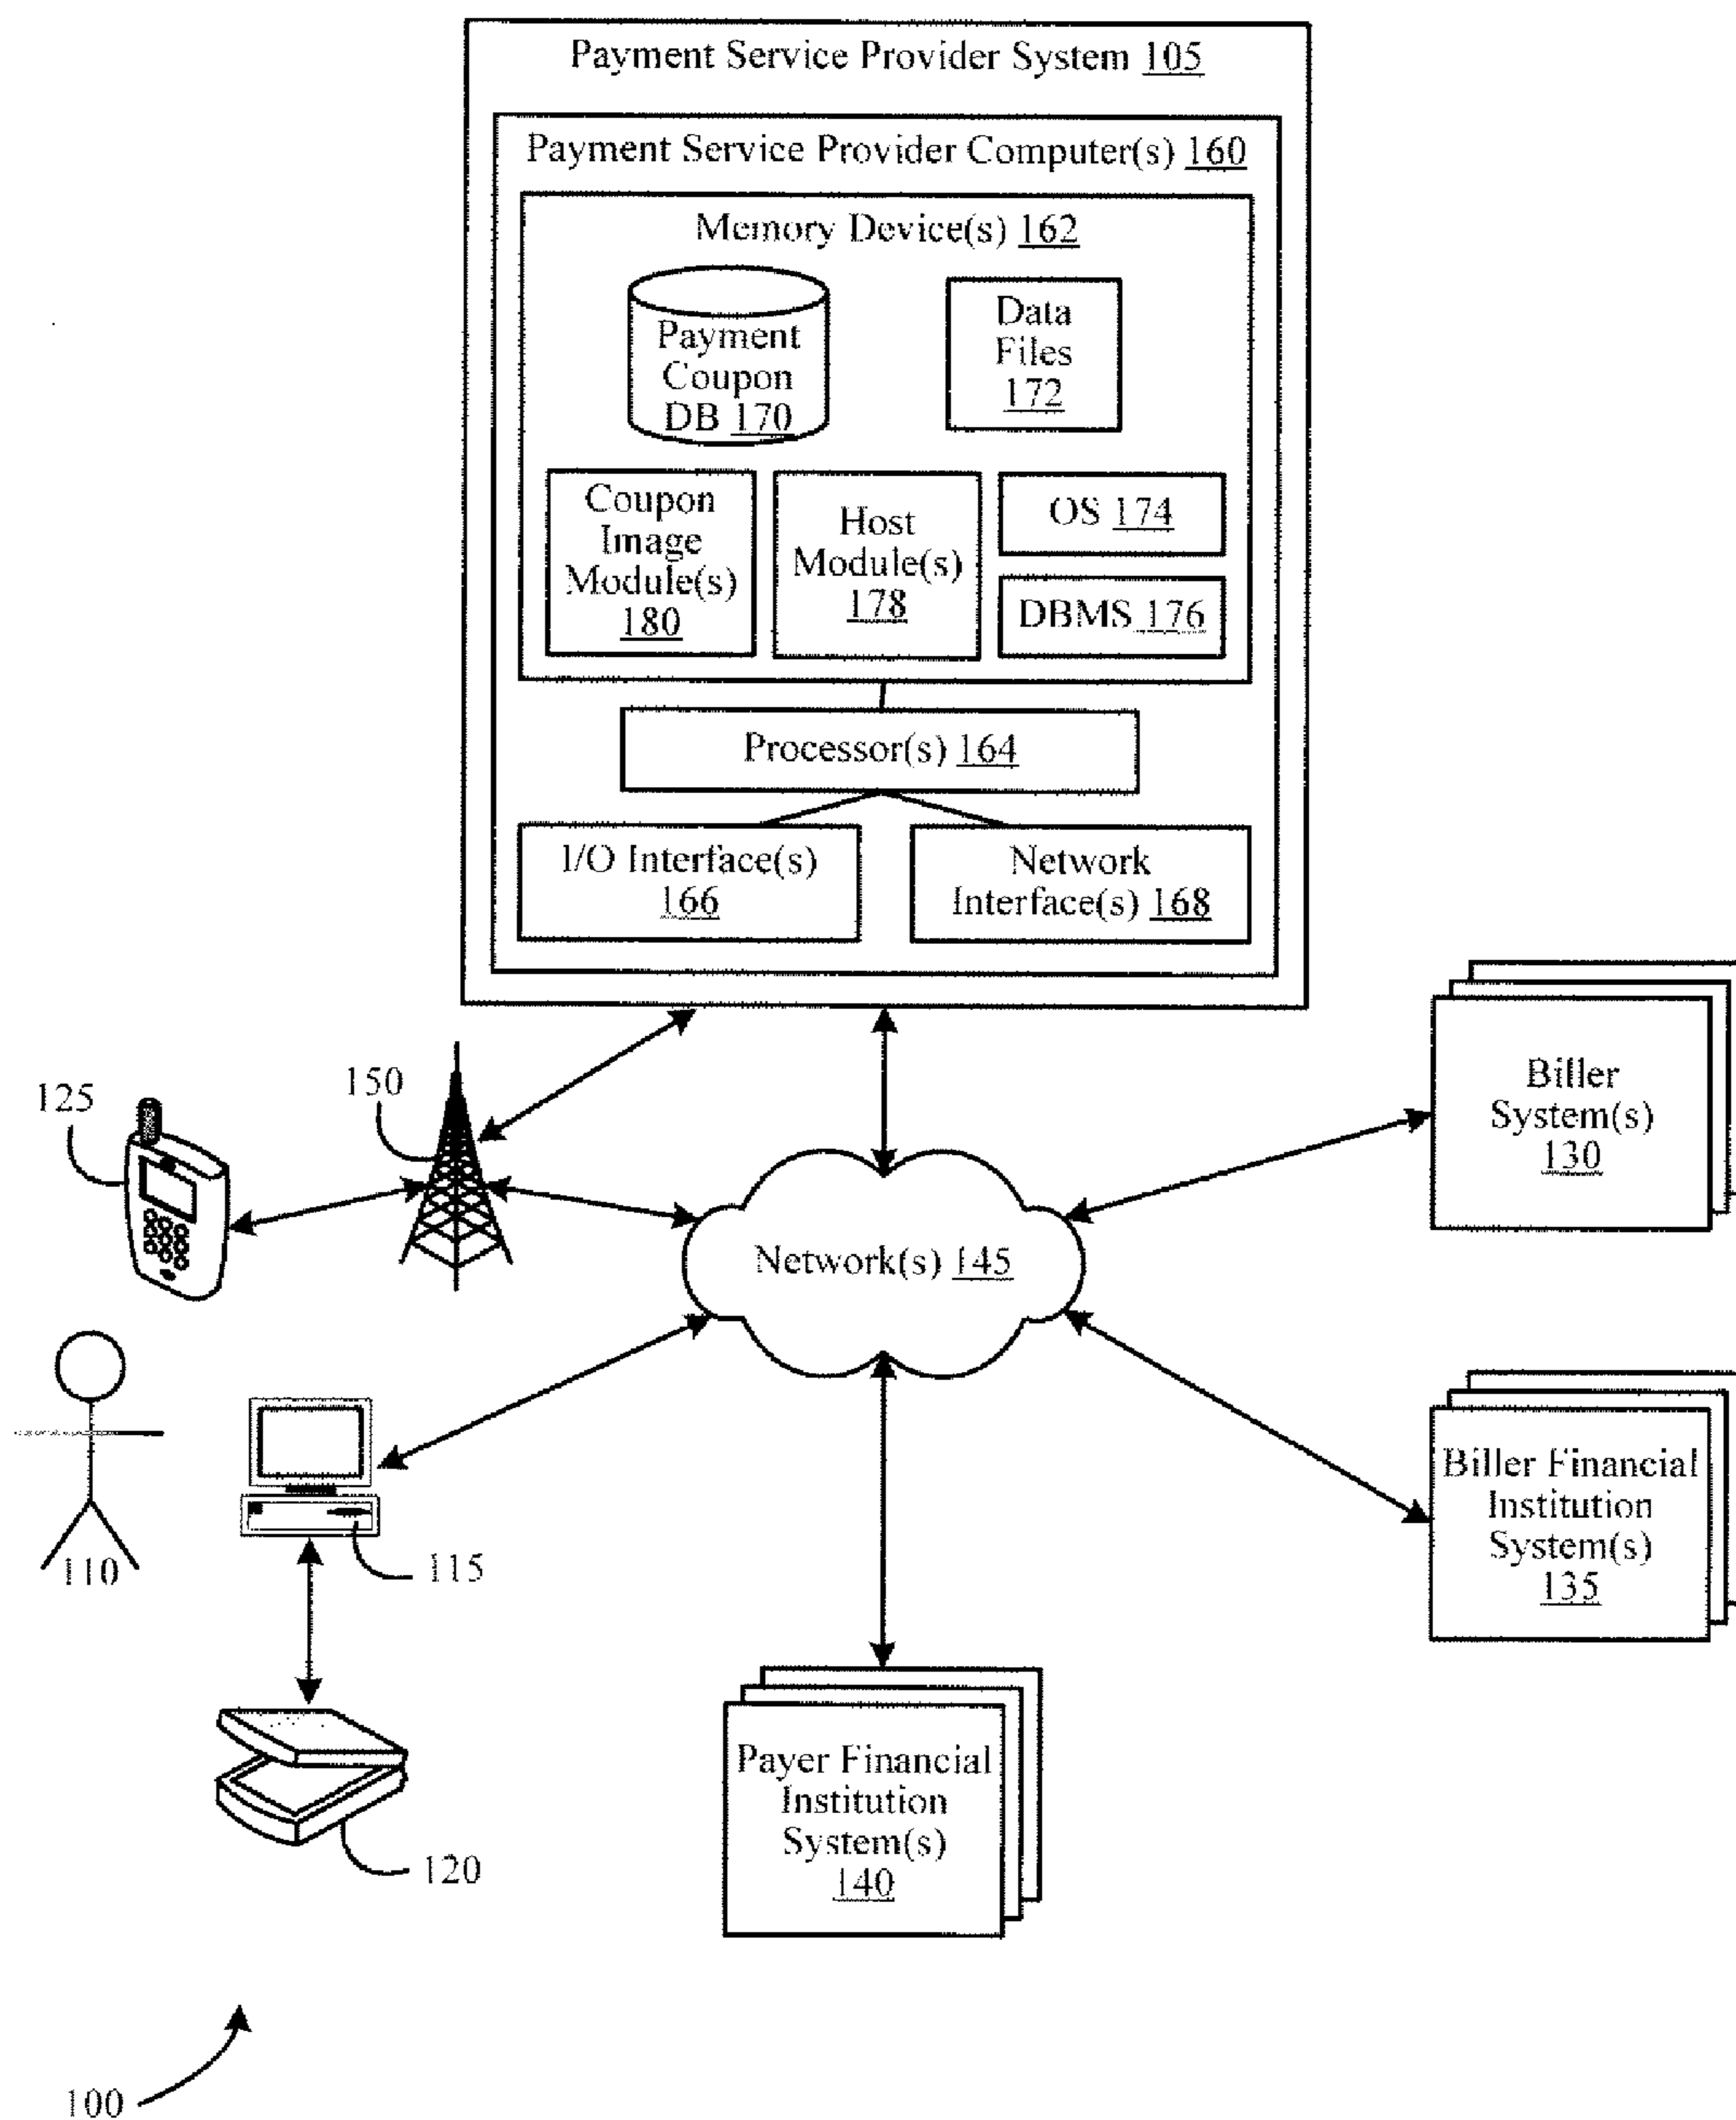 Payment Service Provider System 105
Payment Service Provider Computer(s) 160
Memory Device(s) 162
Payment
Coupon
DB 170
Data
Files
172
Coupon
Image
Module(s)
180
Host
Module(s)
178
OS 174
DBMS 176
Processor(s) 164
I/O Interface(s)
166
Network
Interface(s) 168
125
150
Biller
System(s)
130
Network(s) 145
110
115
Biller Financial
Institution
System(s)
135
120
Payer Financial
Institution
System(s)
140
100